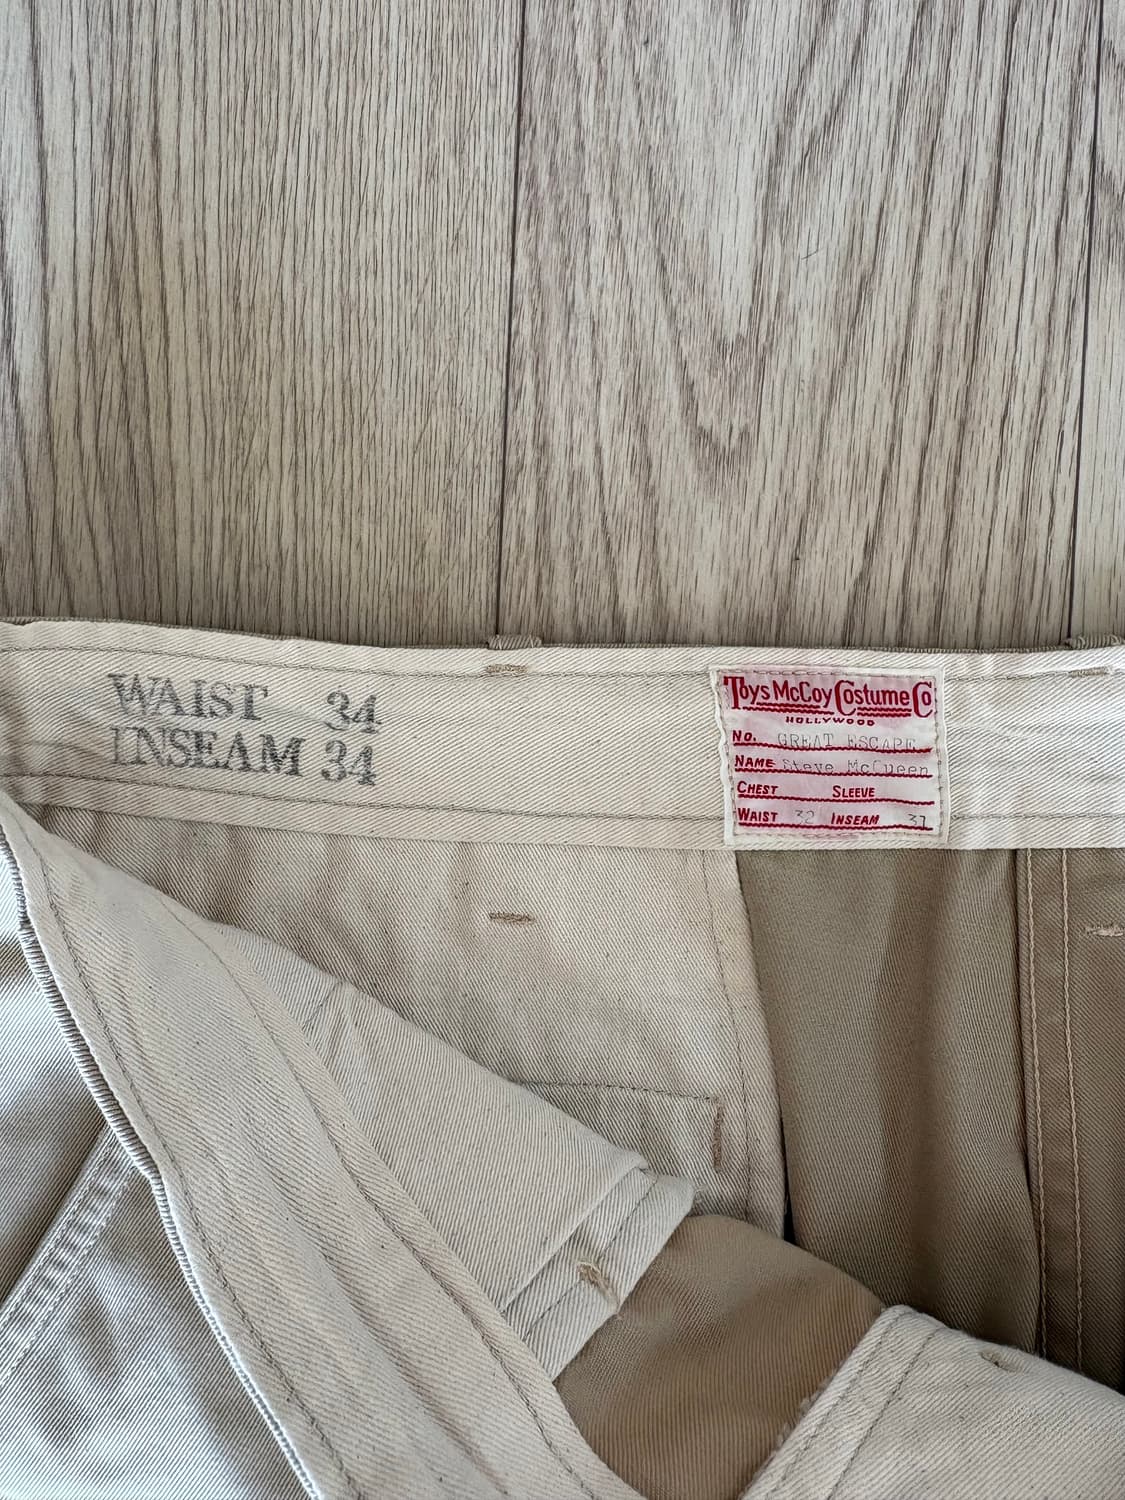 WAIST 34
INSEAM 34
Toys McCoy Costume Co
HOLLYWOOD
No. GREAT ESCAPE
NAME Steve McQueen
CHEST SLEEVE
WAIST 32 INSEAM 31